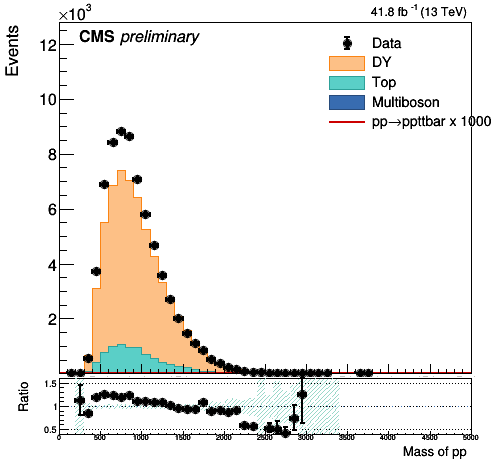 ×10³
41.8 fb⁻¹ (13 TeV)
CMS preliminary
Events
Data
DY
Top
Multiboson
pp→ppttbar x 1000
12
10
8
6
4
2
Ratio
1.5
1
0.5
0 500 1000 1500 2000 2500 3000 3500 4000 4500 5000
Mass of pp